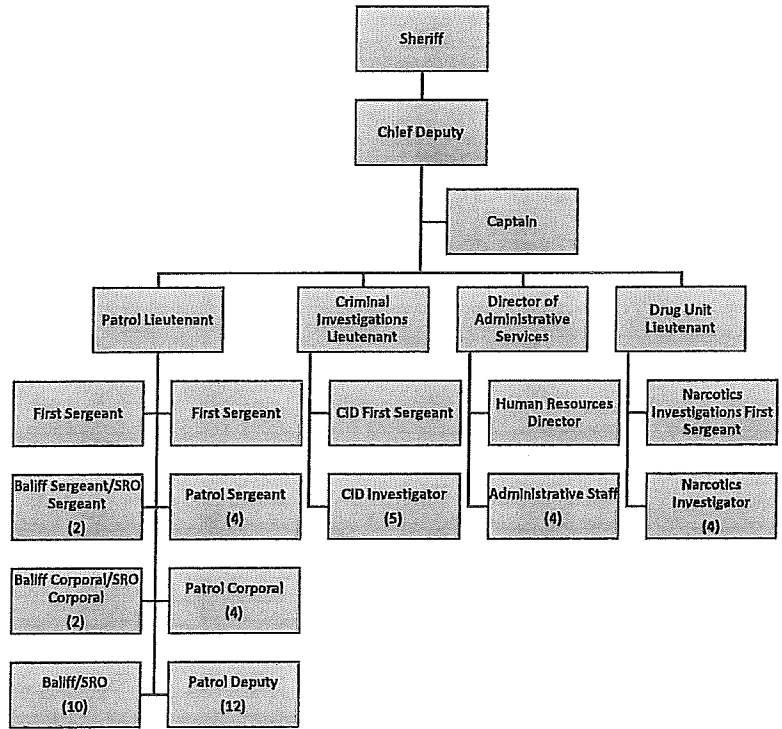 Sheriff
Chief Deputy
Captain
Patrol Lieutenant
Criminal
Investigations
Lieutenant
Director of
Administrative
Services
Drug Unit
Lieutenant
First Sergeant
First Sergeant
CID First Sergeant
Human Resources
Director
Narcotics
Investigations First
Sergeant
Baliff Sergeant/SRO
Sergeant
(2)
Patrol Sergeant
(4)
CID Investigator
(5)
Administrative Staff
(4)
Narcotics
Investigator
(4)
Baliff Corporal/SRO
Corporal
(2)
Patrol Corporal
(4)
Baliff/SRO
(10)
Patrol Deputy
(12)